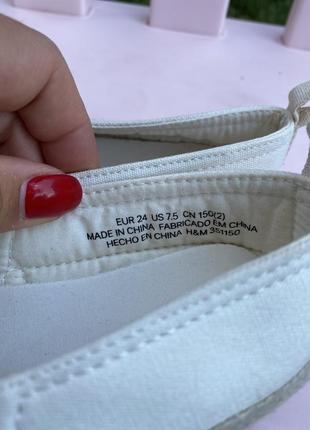 EUR 24 US 7.5 CN 150(2)
MADE IN CHINA FABRICADO EM CHINA
HECHO EN CHINA H&M 351150